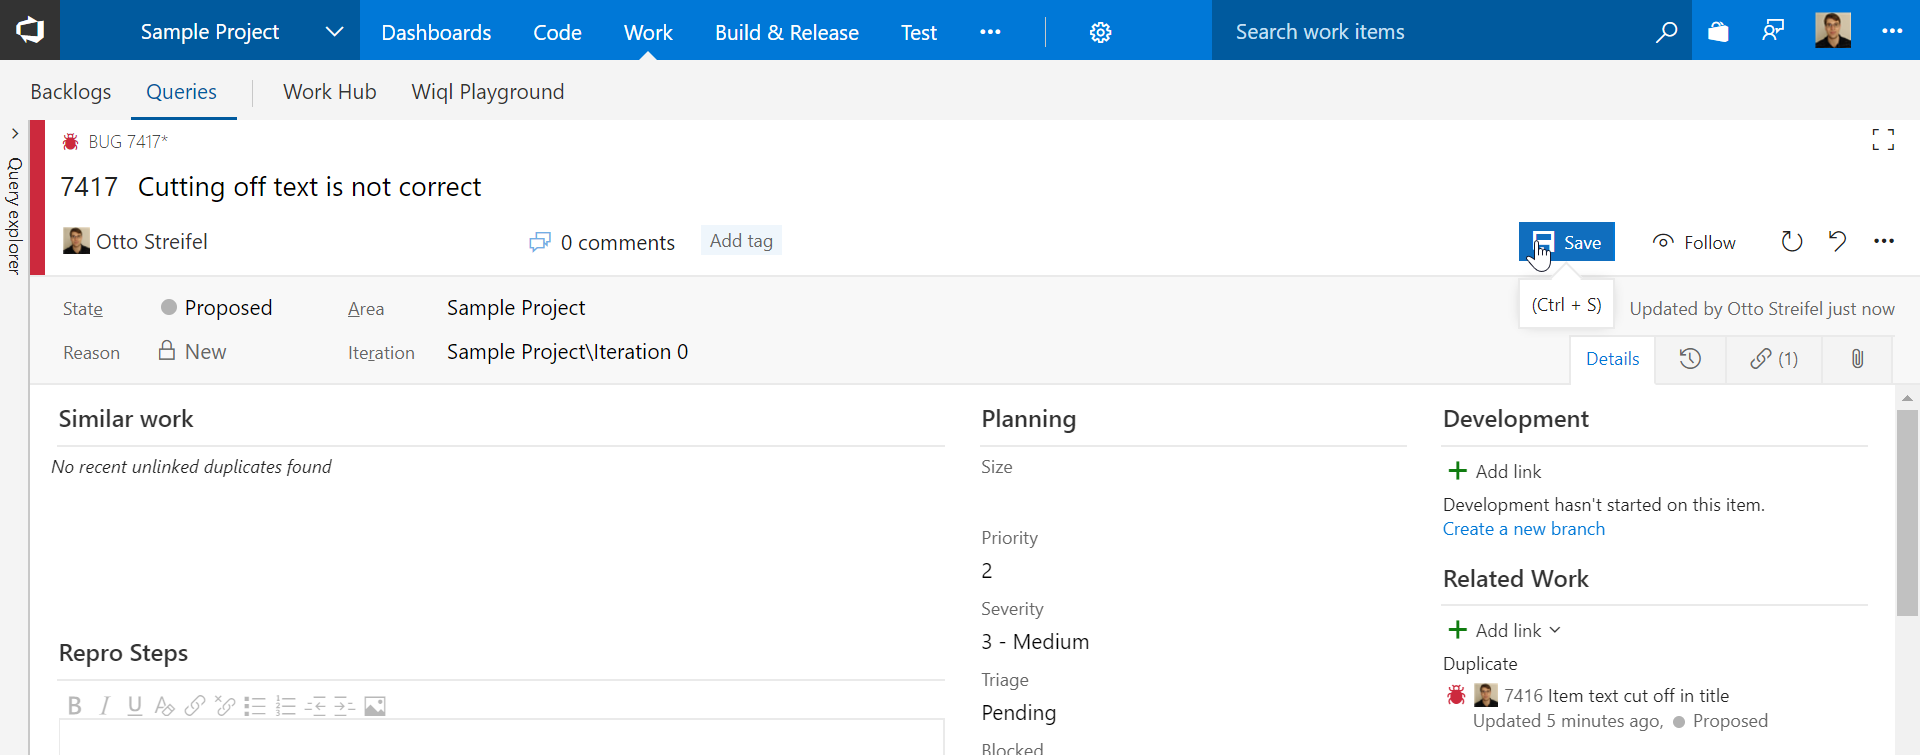 Sample Project
Dashboards Code Work Build & Release Test
Search work items
Backlogs Queries Work Hub Wiql Playground
Query explorer
BUG 7417*
7417 Cutting off text is not correct
Otto Streifel
0 comments
Add tag
Save
Follow
(Ctrl + S)
State Proposed
Area Sample Project
Updated by Otto Streifel just now
Reason New
Iteration Sample Project\Iteration 0
Details
(1)
Similar work
No recent unlinked duplicates found
Repro Steps
B I U
Planning
Size
Priority
2
Severity
3 - Medium
Triage
Pending
Blocked
Development
Add link
Development hasn't started on this item.
Create a new branch
Related Work
Add link
Duplicate
7416 Item text cut off in title
Updated 5 minutes ago, Proposed